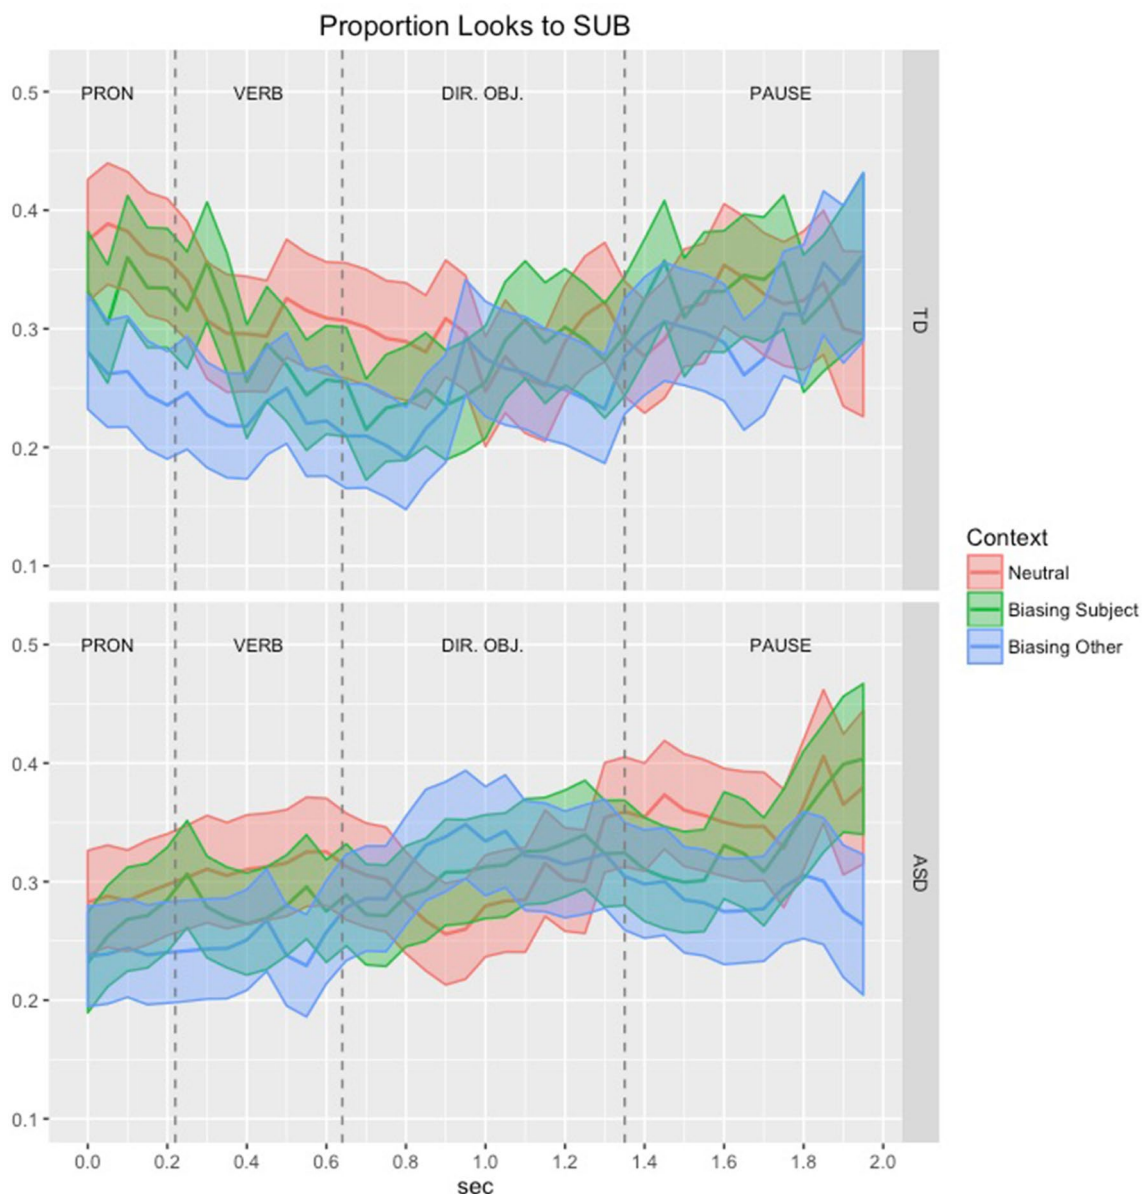 Proportion Looks to SUB
0.5
PRON VERB DIR. OBJ. PAUSE
0.4
0.3
0.2
0.1
TD
0.5
PRON VERB DIR. OBJ. PAUSE
0.4
0.3
0.2
0.1
ASD
0.0 0.2 0.4 0.6 0.8 1.0 1.2 1.4 1.6 1.8 2.0
sec
Context
Neutral
Biasing Subject
Biasing Other